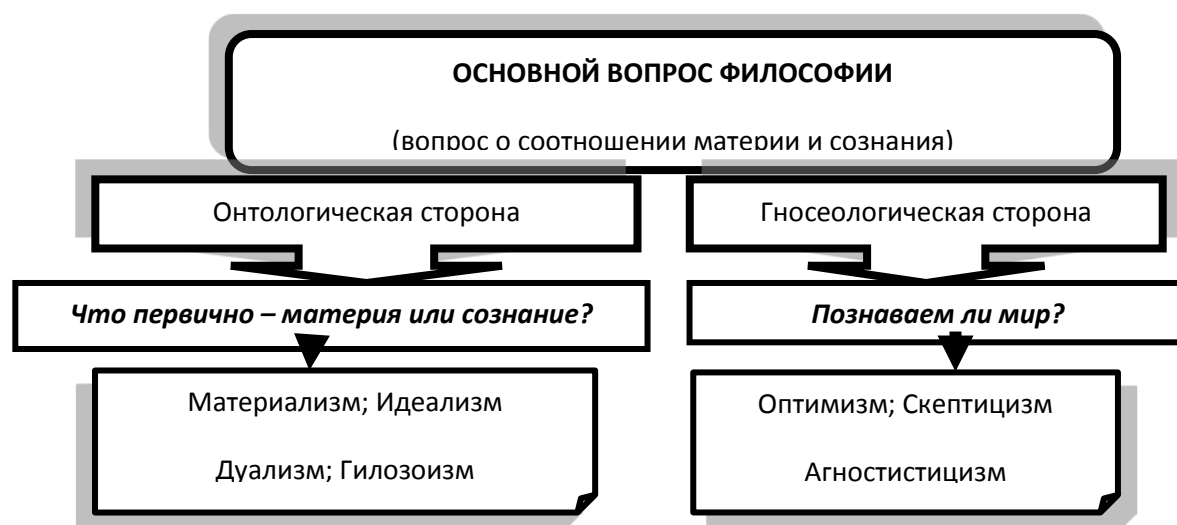 ОСНОВНОЙ ВОПРОС ФИЛОСОФИИ
(вопрос о соотношении материи и сознания)
Онтологическая сторона
Гносеологическая сторона
Что первично – материя или сознание?
Познаваем ли мир?
Материализм; Идеализм
Дуализм; Гилозоизм
Оптимизм; Скептицизм
Агностистицизм